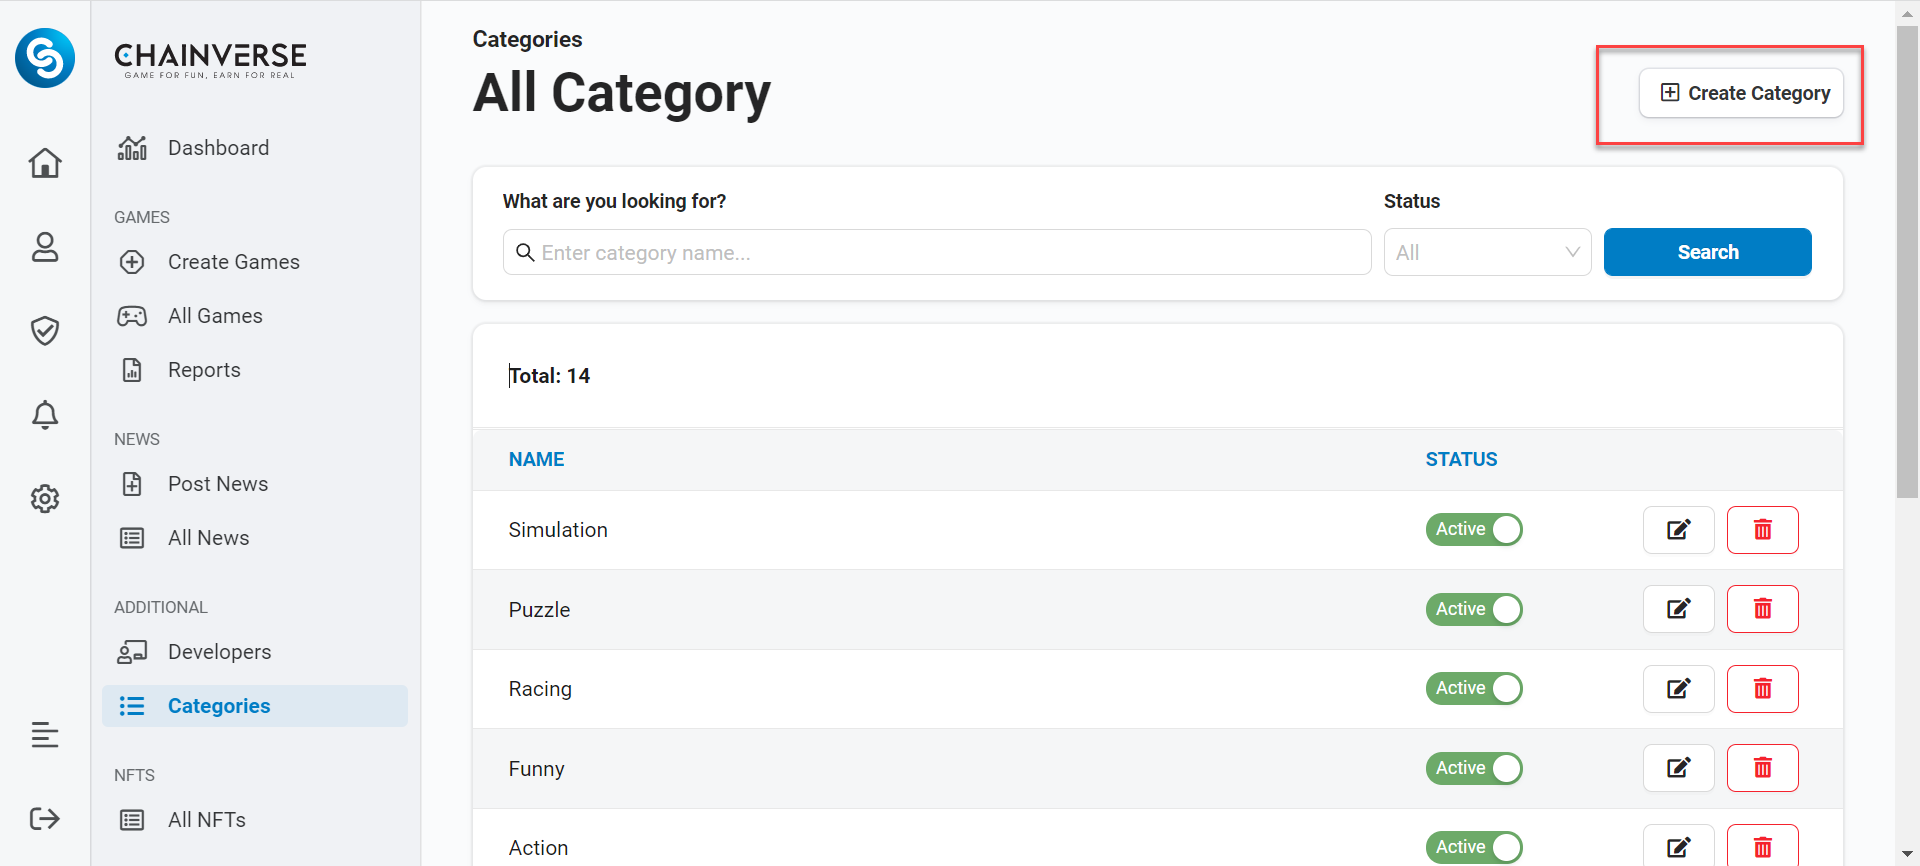 CHAINVERSE
GAME FOR FUN, EARN FOR REAL
Dashboard
GAMES
Create Games
All Games
Reports
NEWS
Post News
All News
ADDITIONAL
Developers
Categories
NFTS
All NFTs
Categories
All Category
Create Category
What are you looking for?
Status
Enter category name...
All
Search
Total: 14
NAME STATUS
Simulation Active
Puzzle Active
Racing Active
Funny Active
Action Active